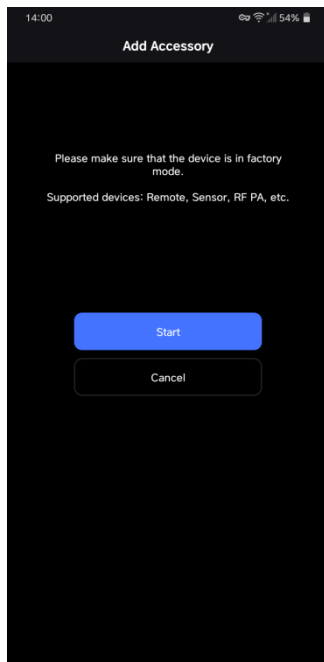 14:00 54%
Add Accessory
Please make sure that the device is in factory
mode.
Supported devices: Remote, Sensor, RF PA, etc.
Start
Cancel